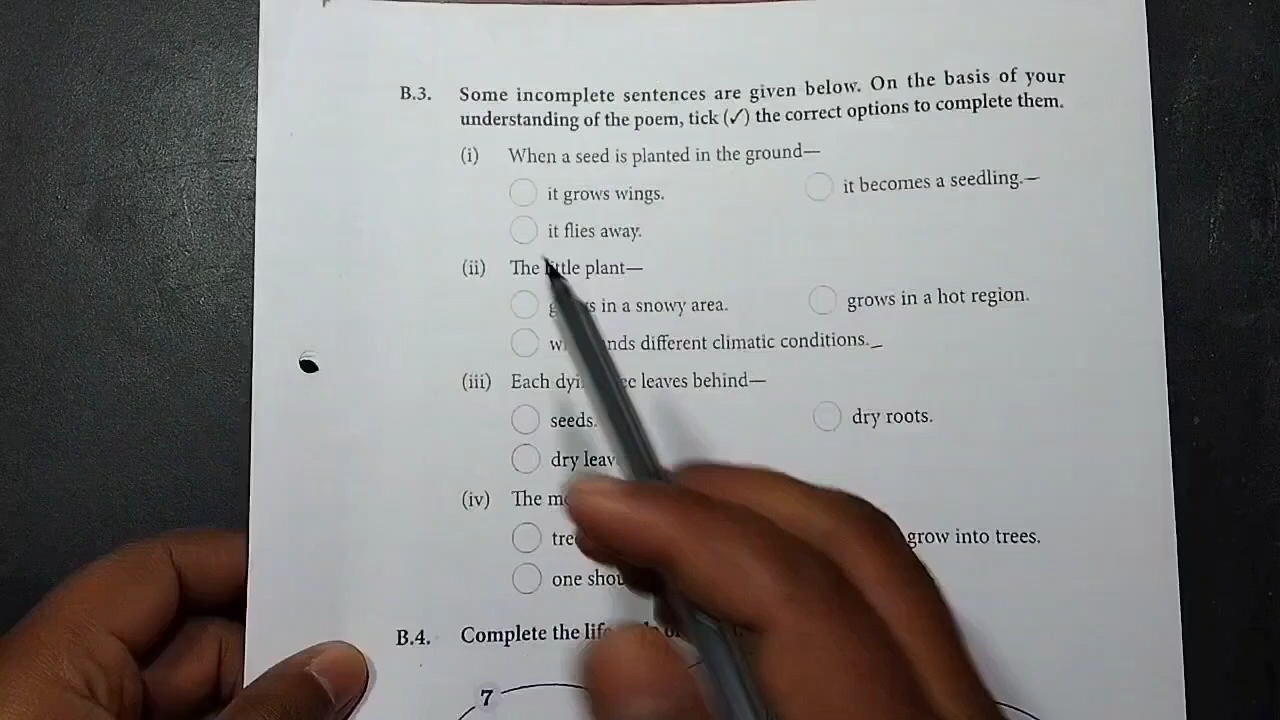 B.3. Some incomplete sentences are given below. On the basis of your
understanding of the poem, tick (✓) the correct options to complete them.
(i) When a seed is planted in the ground—
it grows wings. it becomes a seedling.—
it flies away.
(ii) The little plant—
in a snowy area. grows in a hot region.
different climatic conditions._
(iii) Each leaves behind—
seeds. dry roots.
dry
(iv) The
grow into trees.
one
B.4. Complete the
7